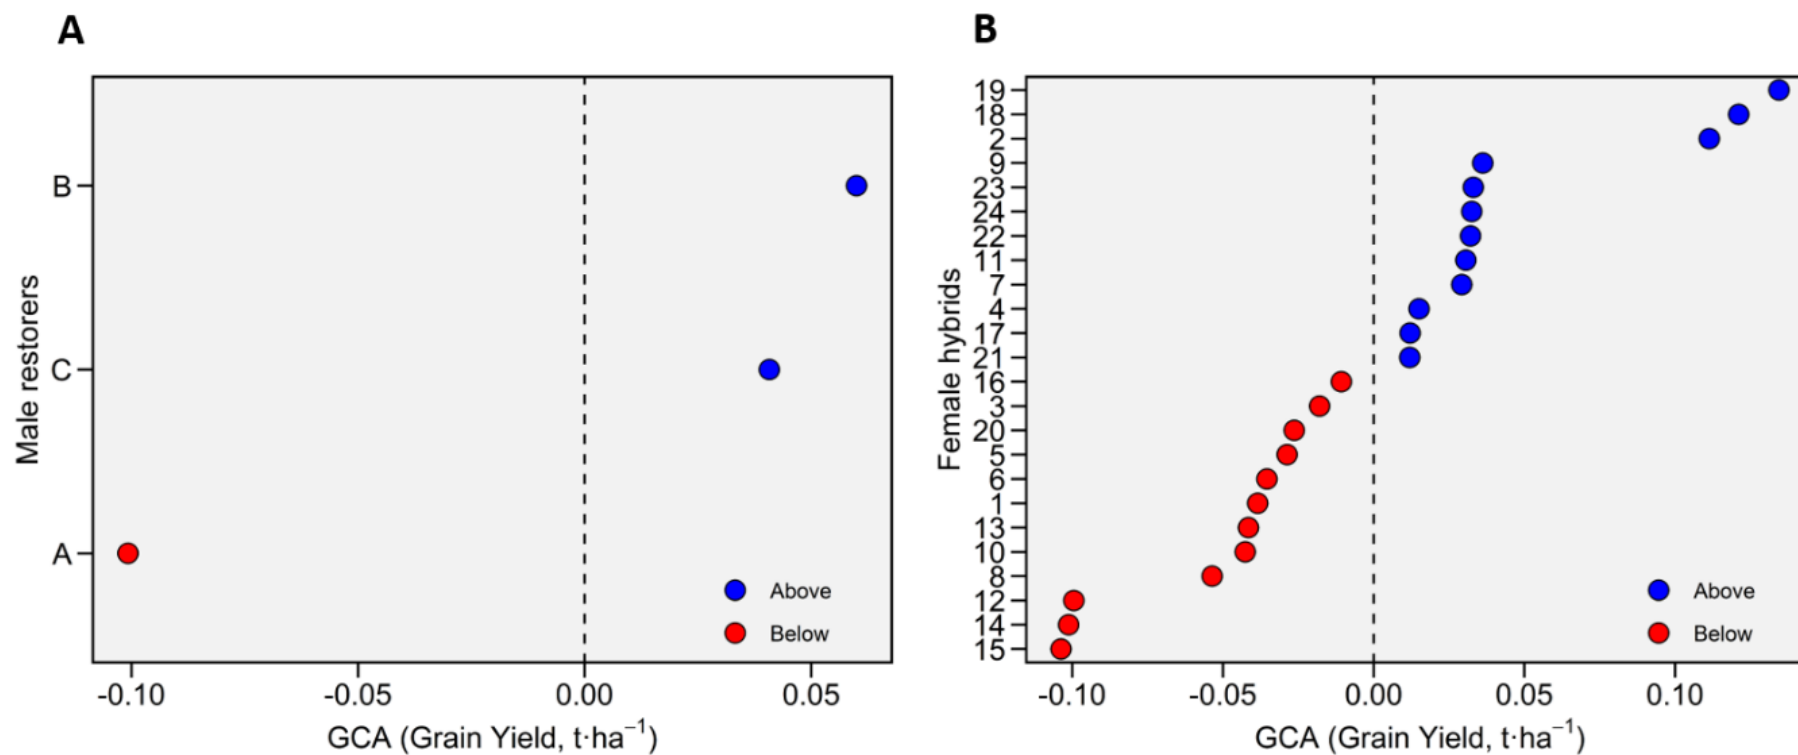 A
Male restorers
B
C
A
Above
Below
-0.10 -0.05 0.00 0.05
GCA (Grain Yield, t·ha⁻¹)
B
Female hybrids
19
18
2
9
23
24
22
11
7
4
17
21
16
3
20
5
6
1
13
10
8
12
14
15
Above
Below
-0.10 -0.05 0.00 0.05 0.10
GCA (Grain Yield, t·ha⁻¹)